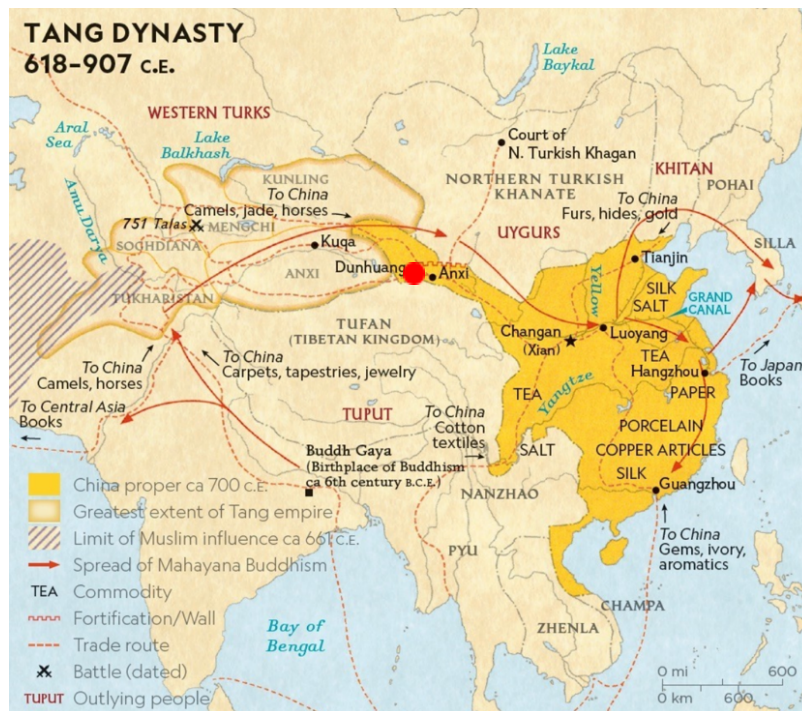 TANG DYNASTY
618–907 C.E.
Lake
Baykal
WESTERN TURKS
Aral
Sea
Lake
Balkhash
Court of
N. Turkish Khagan
KHITAN
KUNLING
To China
Camels, jade, horses
NORTHERN TURKISH
KHANATE
To China
Furs, hides, gold
POHAI
Amu Darya
751 Talas
MENGCHI
SOGHDIANA
Kuqa
UYGURS
SILLA
Dunhuang
Anxi
ANXI
Tianjin
TUKHARISTAN
Yellow
SILK
SALT
GRAND
CANAL
TUFAN
(TIBETAN KINGDOM)
Changan
(Xian)
Luoyang
To China
Camels, horses
To China
Carpets, tapestries, jewelry
TEA
Hangzhou
To Japan
Books
To Central Asia
Books
TUPUT
To China
Cotton
textiles
TEA
Yangtze
PAPER
Buddh Gaya
(Birthplace of Buddhism
ca 6th century B.C.E.)
SALT
PORCELAIN
COPPER ARTICLES
SILK
Guangzhou
NANZHAO
To China
Gems, ivory,
aromatics
PYU
CHAMPA
ZHENLA
Bay of
Bengal
China proper ca 700 C.E.
Greatest extent of Tang empire
Limit of Muslim influence ca 661 C.E.
Spread of Mahayana Buddhism
TEA Commodity
Fortification/Wall
Trade route
Battle (dated)
TUPUT Outlying people
0 mi 600
0 km 600